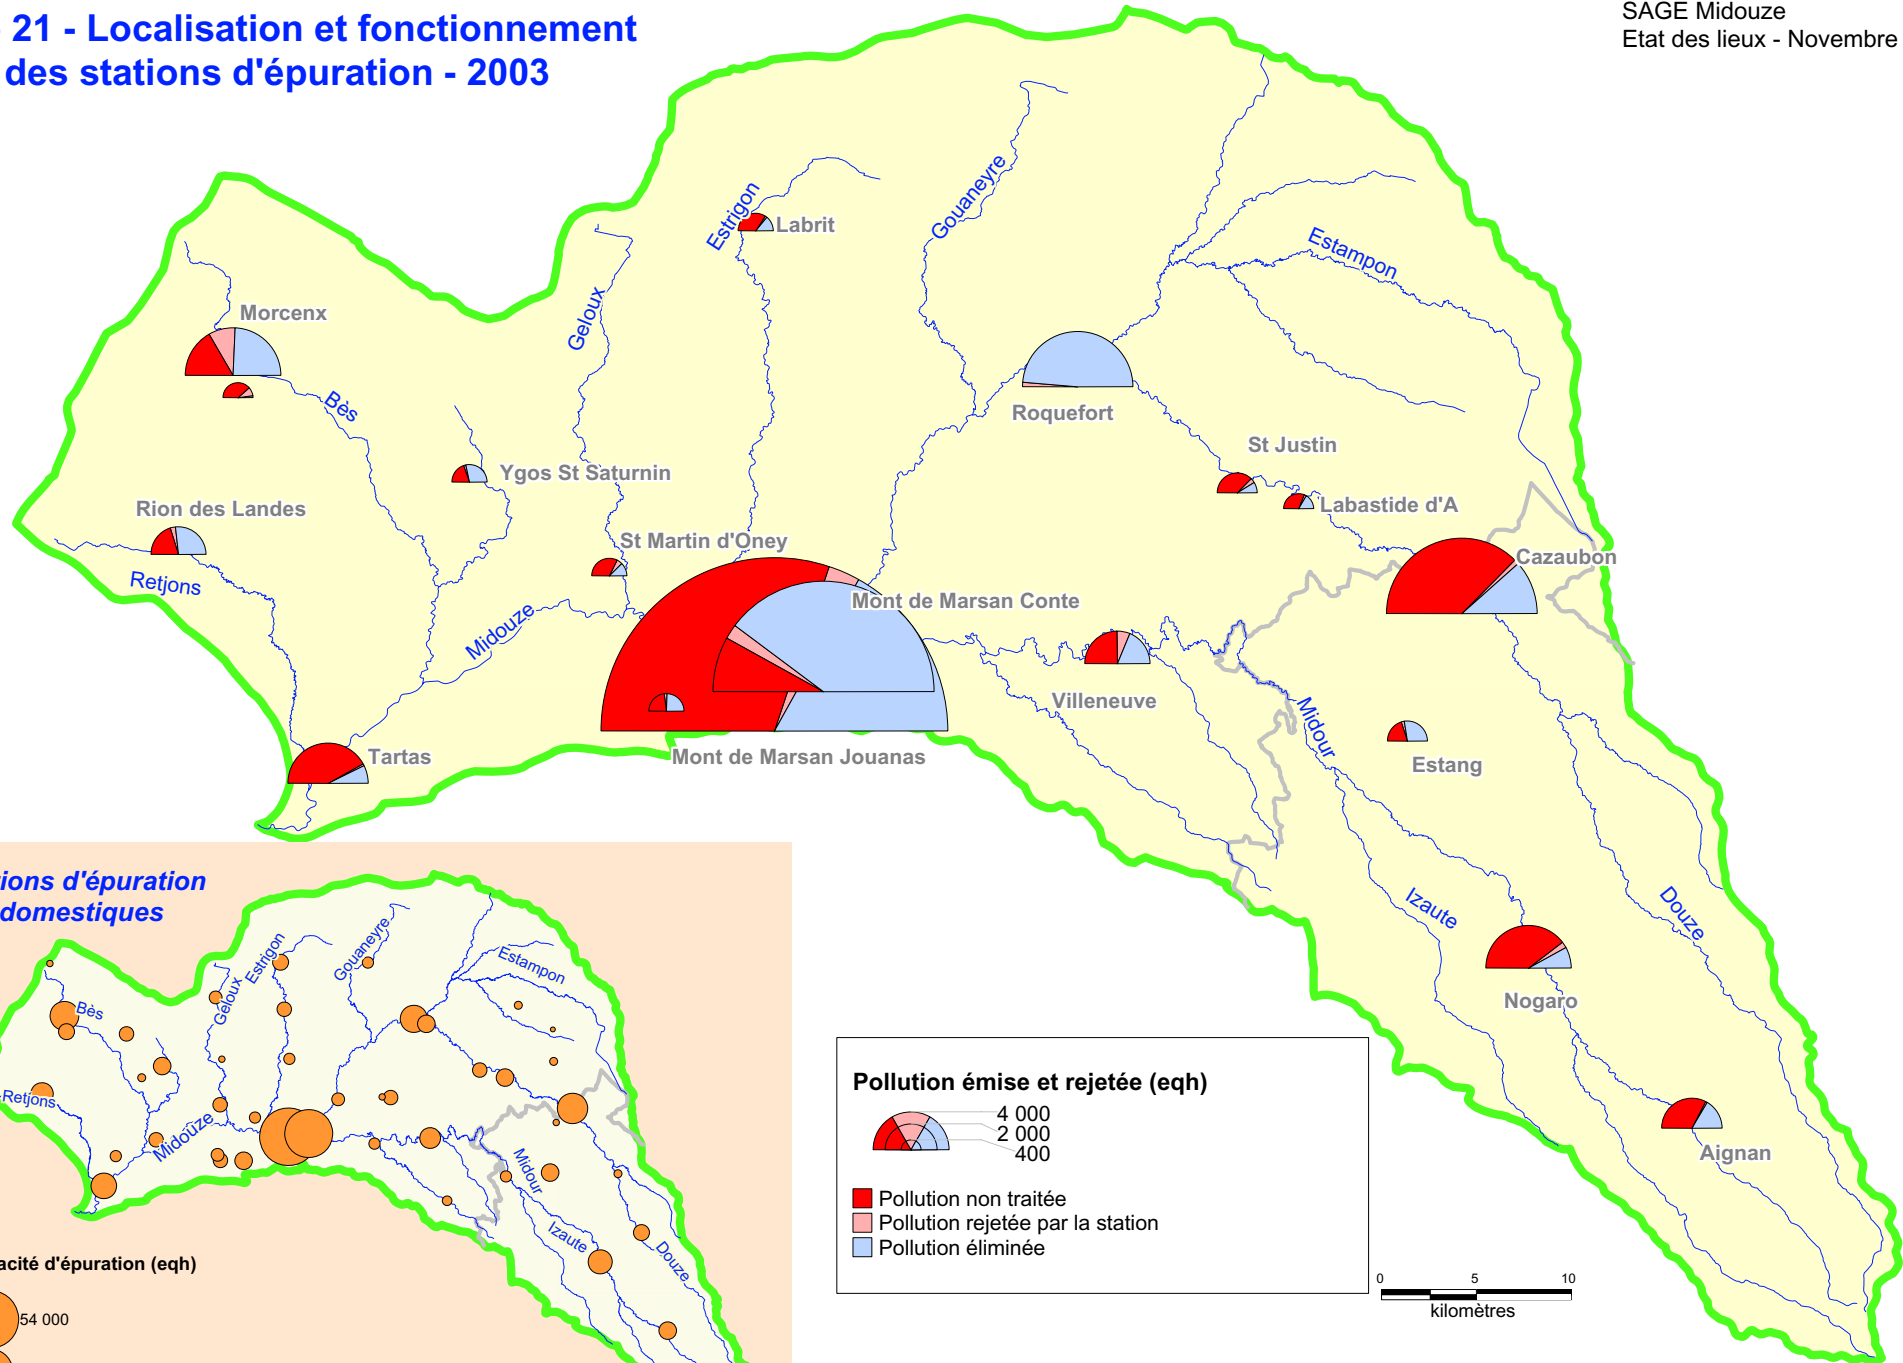 21 - Localisation et fonctionnement
des stations d'épuration - 2003
SAGE Midouze
Etat des lieux - Novembre
Labrit
Estrigon
Gouaneyre
Estampon
Geloux
Morcenx
Bès
Roquefort
St Justin
Ygos St Saturnin
Labastide d'A
Rion des Landes
St Martin d'Oney
Cazaubon
Retjons
Mont de Marsan Conte
Midouze
Villeneuve
Midour
Tartas
Mont de Marsan Jouanas
Estang
Izaute
Douze
Nogaro
Aignan
d'épuration
domestiques
Estrigon
Gouaneyre
Estampon
Géloux
Bès
Retjons
Midouze
Midour
Izaute
Douze
d'épuration (eqh)
54 000
Pollution émise et rejetée (eqh)
4 000
2 000
400
Pollution non traitée
Pollution rejetée par la station
Pollution éliminée
0 5 10
kilomètres